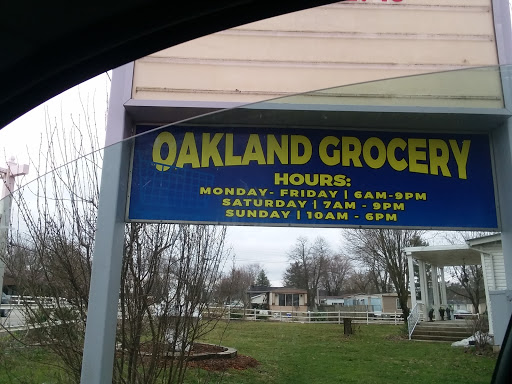 OAKLAND GROCERY
HOURS:
MONDAY- FRIDAY | 6AM-9PM
SATURDAY | 7AM - 9PM
SUNDAY | 10AM - 6PM